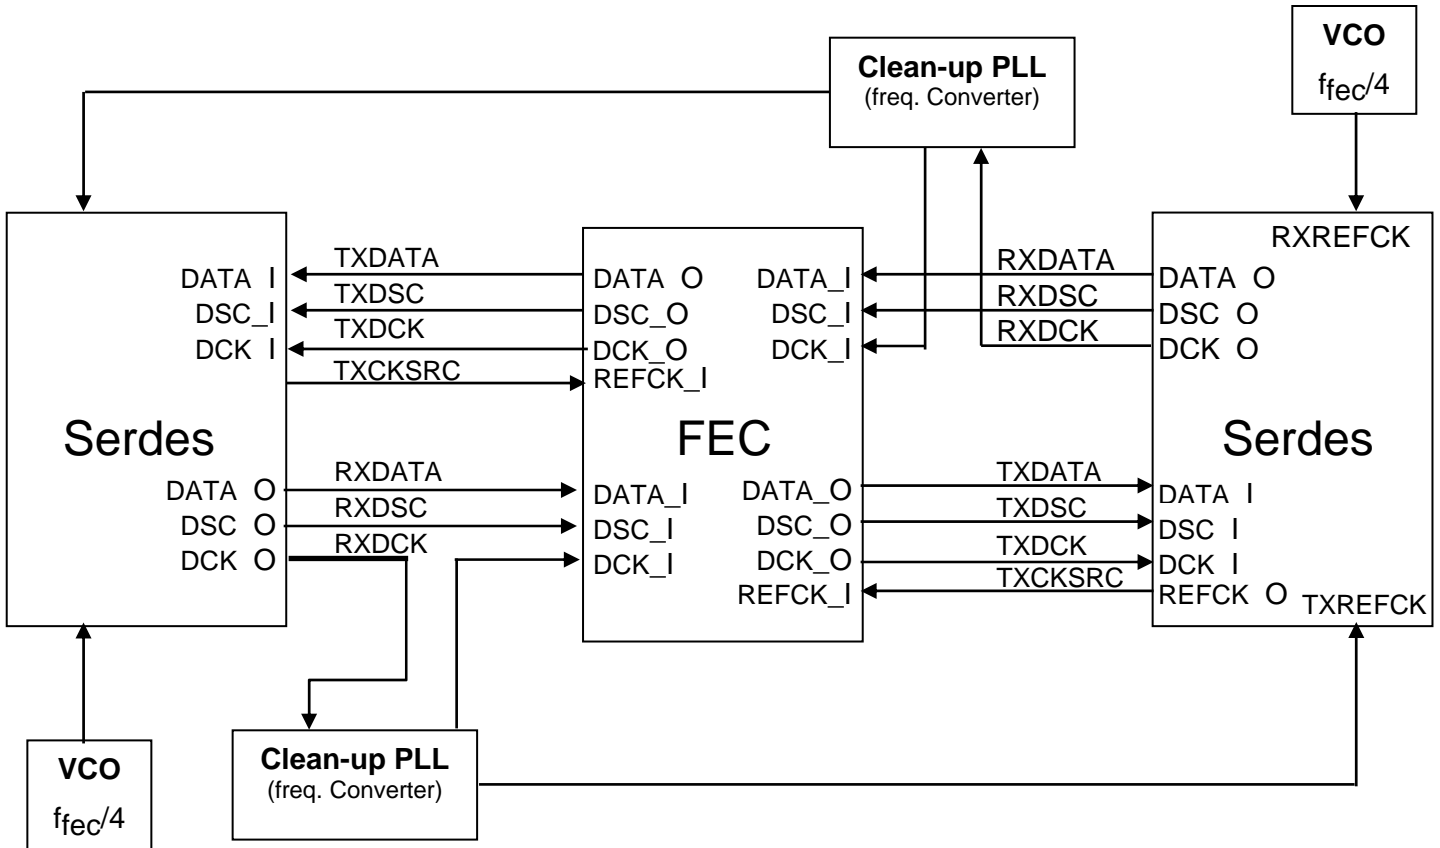 VCO
f_fec/4
Clean-up PLL
(freq. Converter)
RXREFCK
TXDATA
RXDATA
DATA I
DATA O
DATA_I
DATA O
TXDSC
RXDSC
DSC_I
DSC_O
DSC_I
DSC O
TXDCK
RXDCK
DCK I
DCK_O
DCK_I
DCK O
TXCKSRC
REFCK_I
Serdes
FEC
Serdes
RXDATA
TXDATA
DATA O
DATA_I
DATA_O
DATA I
RXDSC
TXDSC
DSC O
DSC_I
DSC_O
DSC I
RXDCK
TXDCK
DCK O
DCK_I
DCK_O
DCK I
TXCKSRC
REFCK_I
REFCK O
TXREFCK
VCO
f_fec/4
Clean-up PLL
(freq. Converter)